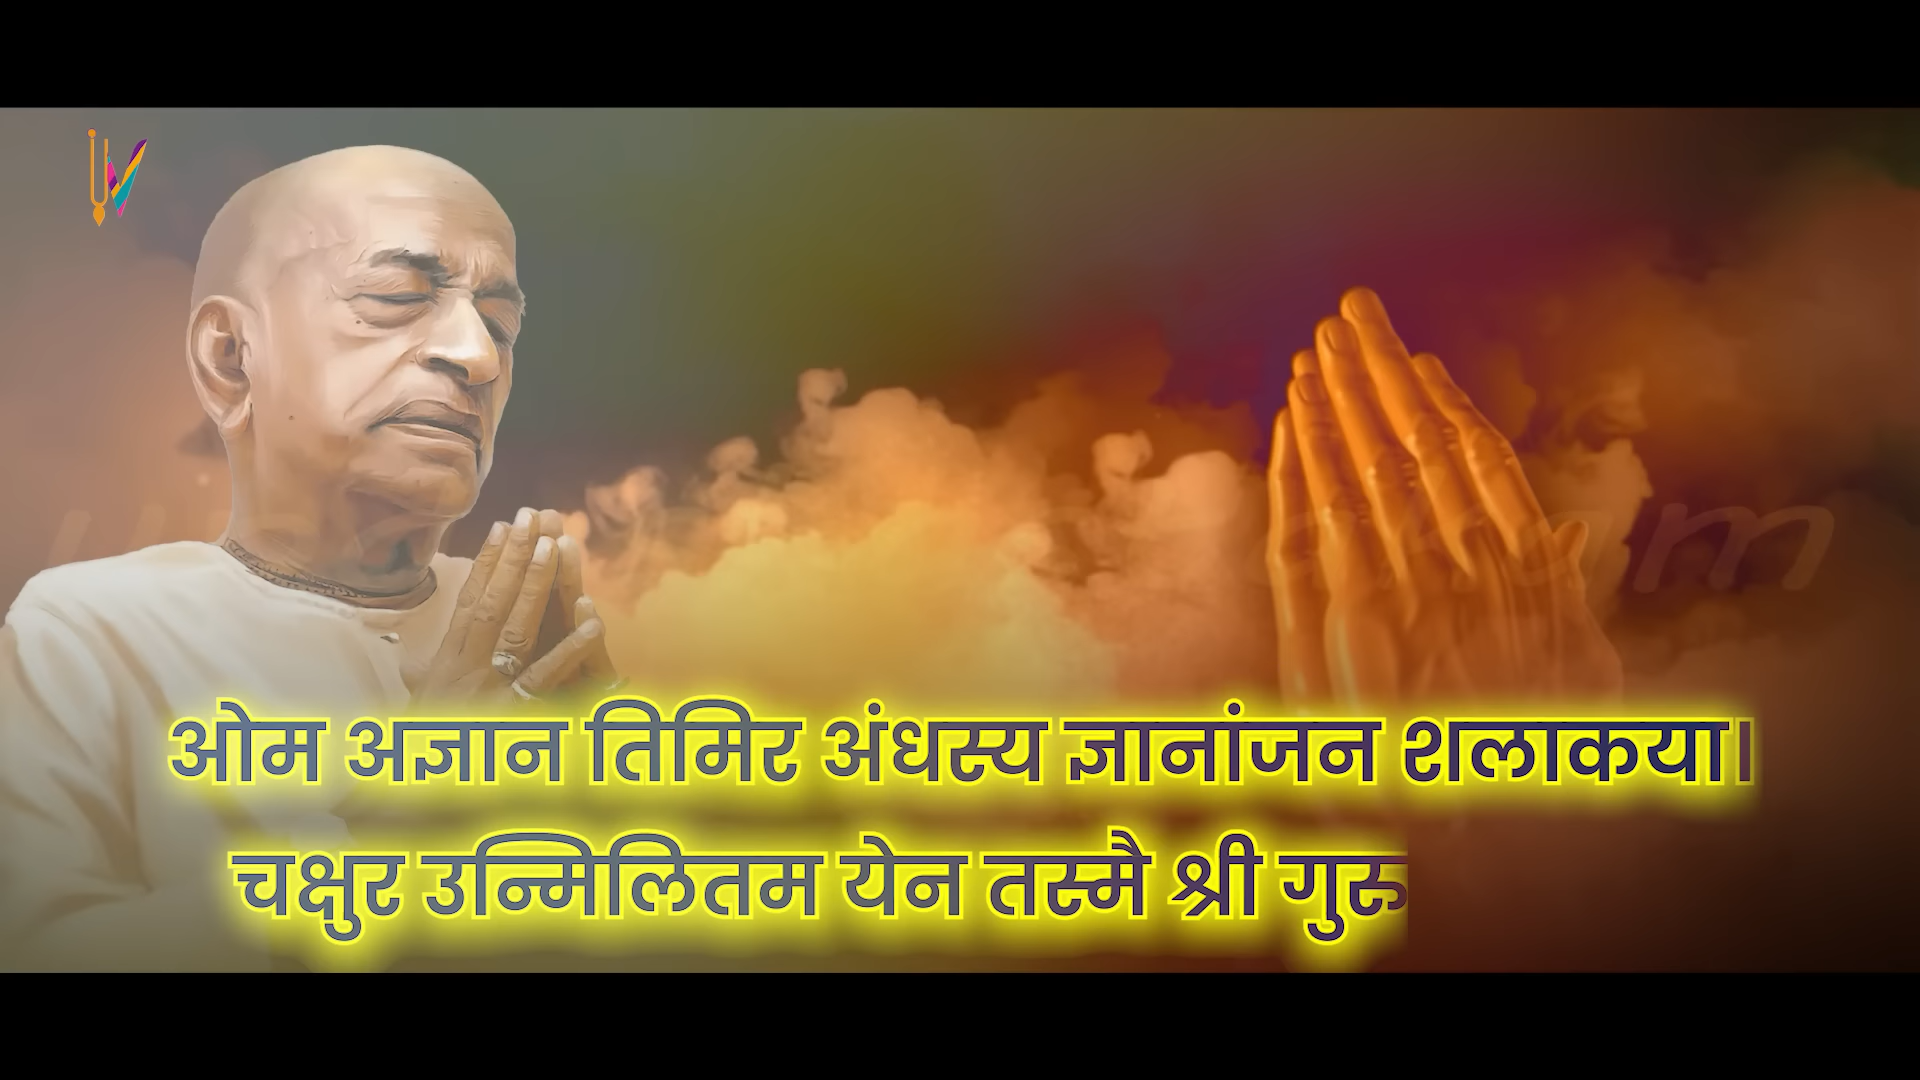 ओम अज्ञान तिमिर अंधस्य ज्ञानांजन शलाकया।
चक्षुर उन्मिलितम येन तस्मै श्री गुरु